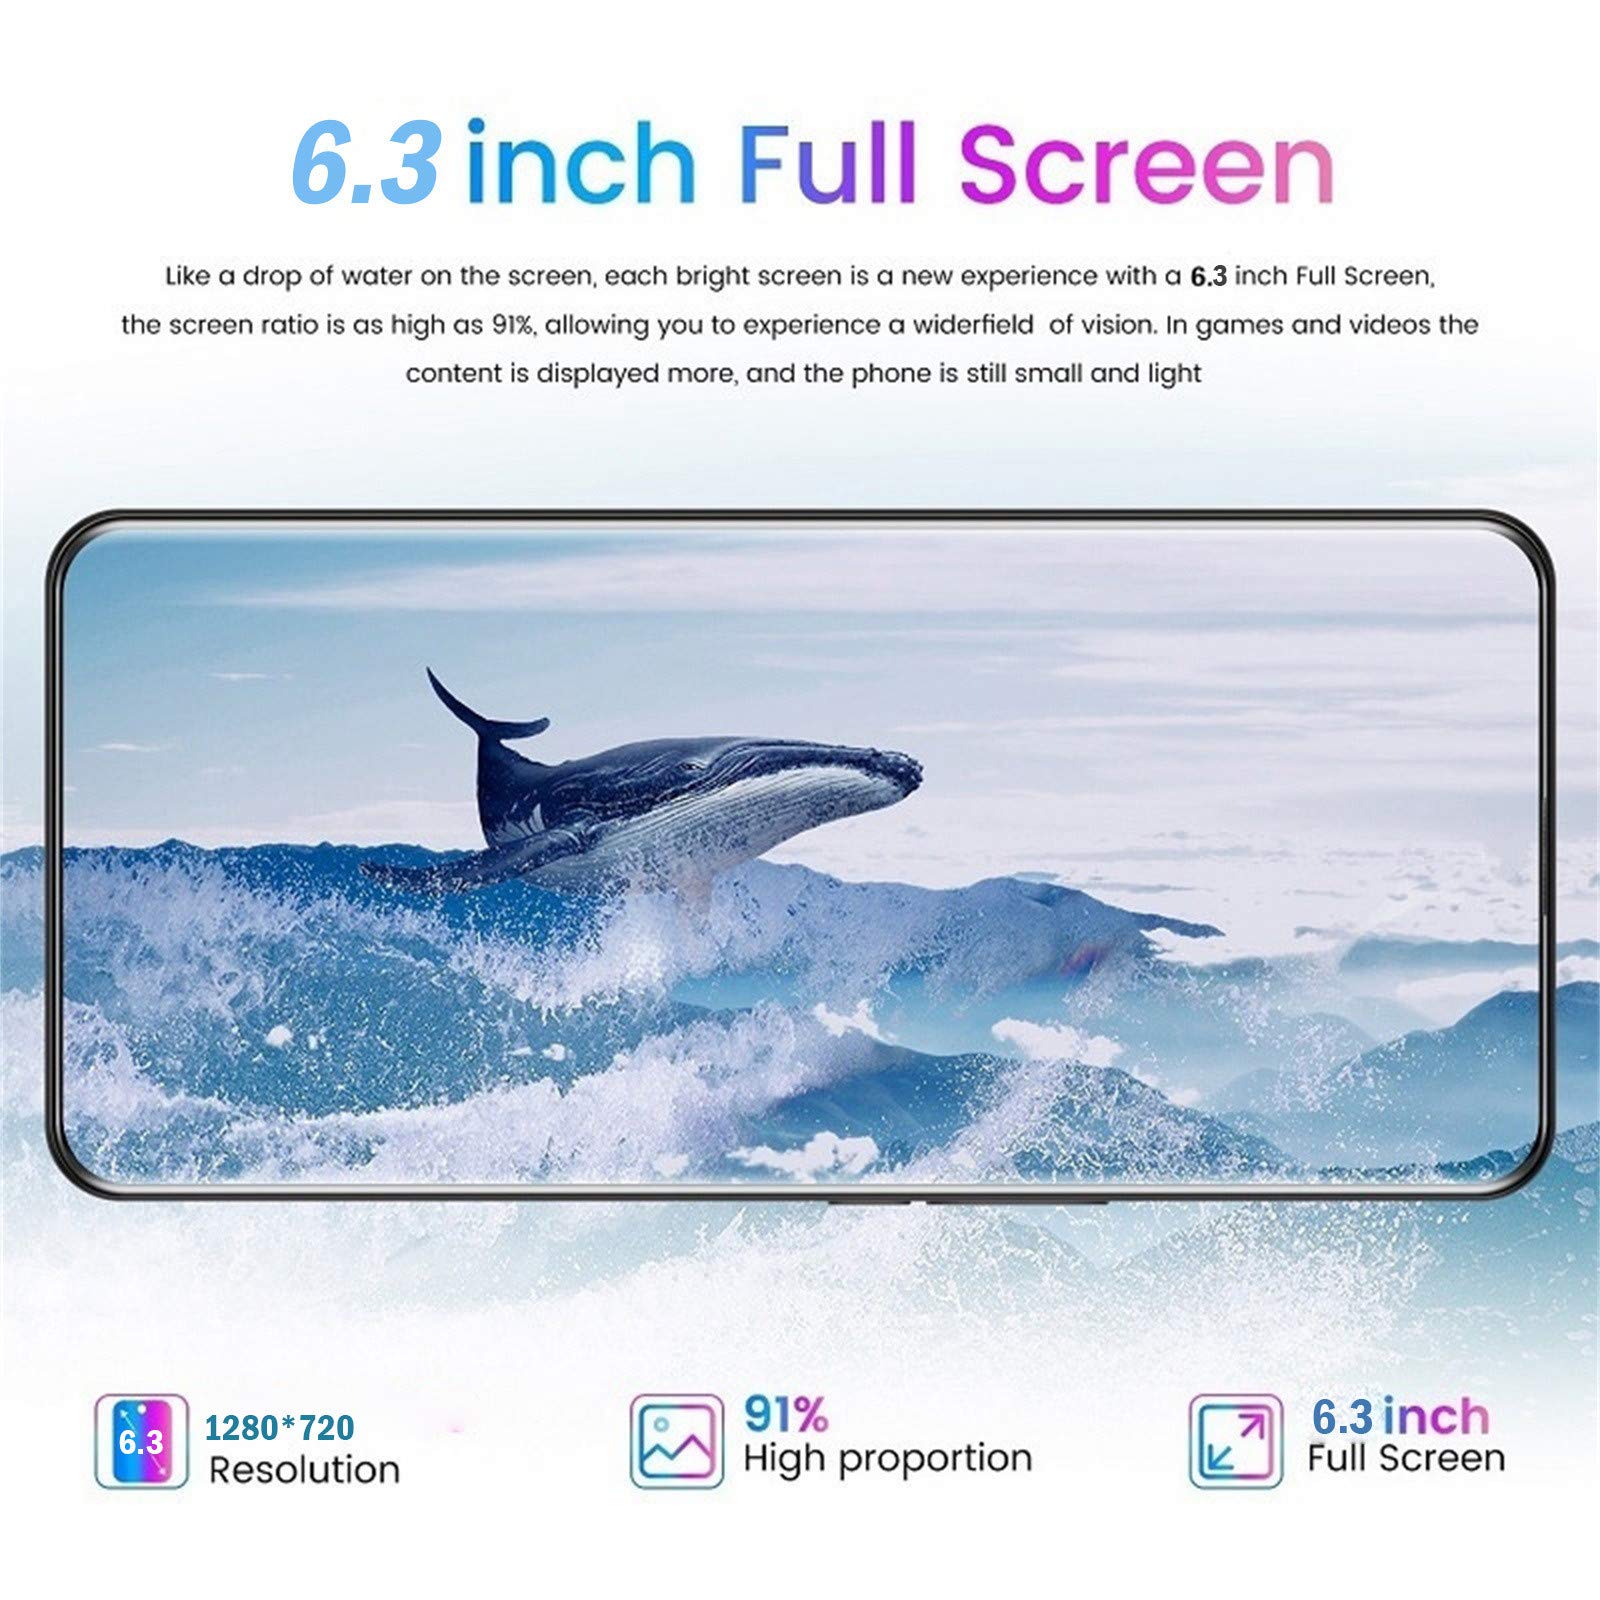 6.3 inch Full Screen
Like a drop of water on the screen, each bright screen is a new experience with a 6.3 inch Full Screen,
the screen ratio is as high as 91%, allowing you to experience a widerfield of vision. In games and videos the
content is displayed more, and the phone is still small and light
6.3
1280*720
Resolution
91%
High proportion
6.3 inch
Full Screen